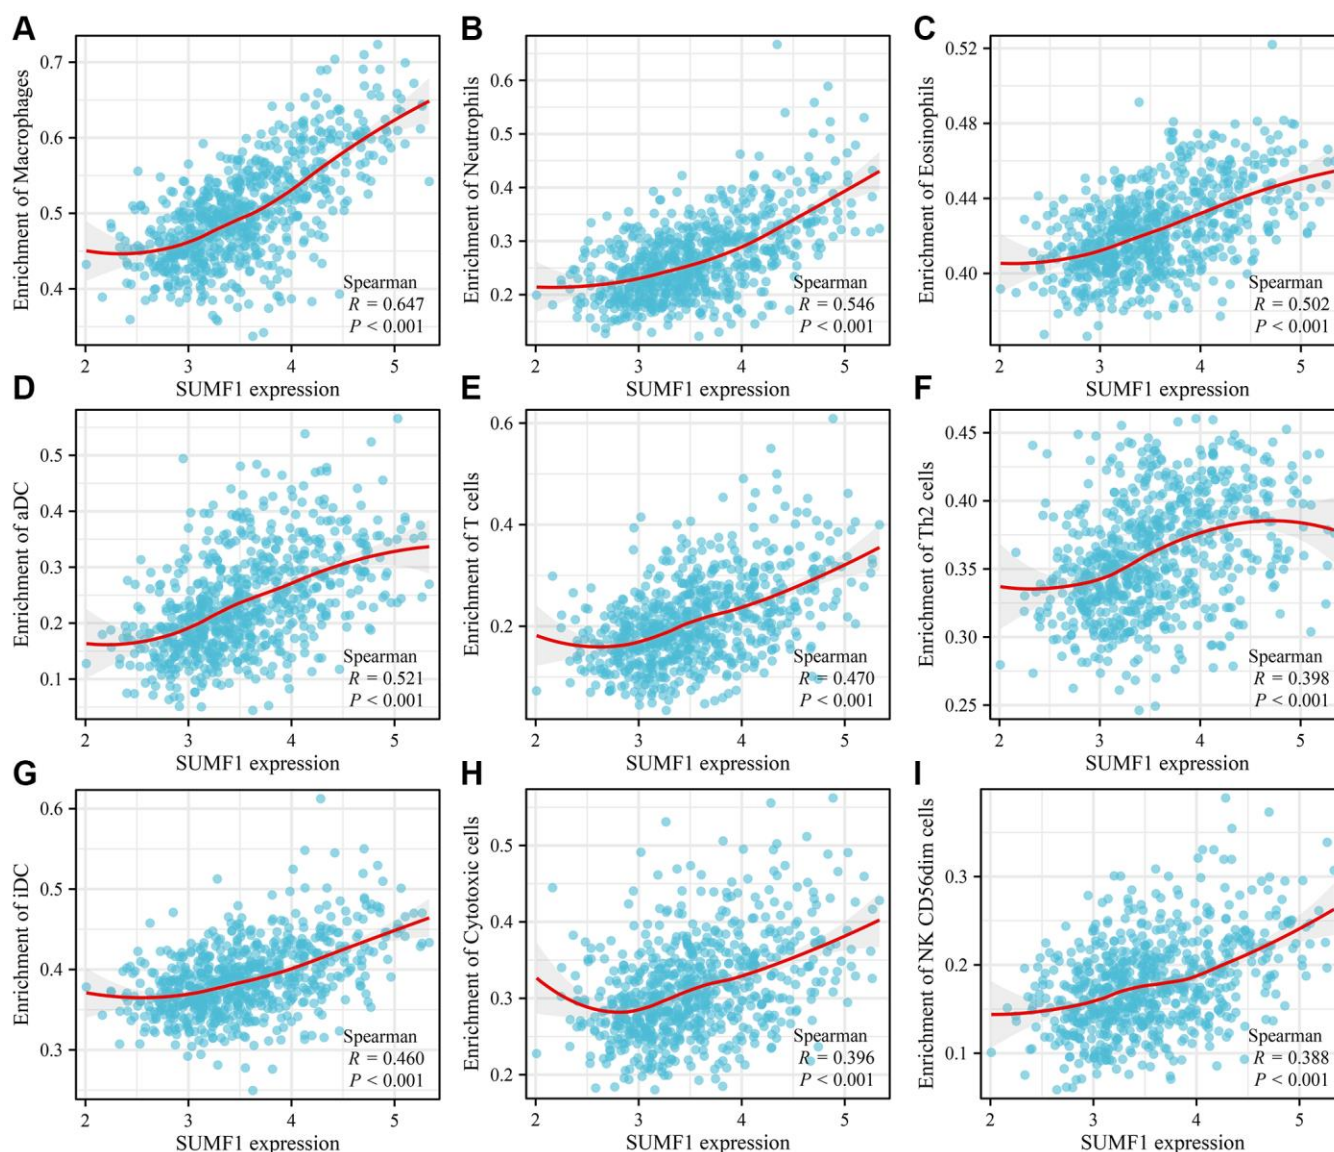 A
Enrichment of Macrophages
0.7
0.6
0.5
0.4
Spearman
R = 0.647
P < 0.001
2 3 4 5
SUMF1 expression
B
Enrichment of Neutrophils
0.6
0.5
0.4
0.3
0.2
Spearman
R = 0.546
P < 0.001
2 3 4 5
SUMF1 expression
C
Enrichment of Eosinophils
0.52
0.48
0.44
0.40
Spearman
R = 0.502
P < 0.001
2 3 4 5
SUMF1 expression
D
Enrichment of aDC
0.5
0.4
0.3
0.2
0.1
Spearman
R = 0.521
P < 0.001
2 3 4 5
SUMF1 expression
E
Enrichment of T cells
0.6
0.4
0.2
Spearman
R = 0.470
P < 0.001
2 3 4 5
SUMF1 expression
F
Enrichment of Th2 cells
0.45
0.40
0.35
0.30
0.25
Spearman
R = 0.398
P < 0.001
2 3 4 5
SUMF1 expression
G
Enrichment of iDC
0.6
0.5
0.4
0.3
Spearman
R = 0.460
P < 0.001
2 3 4 5
SUMF1 expression
H
Enrichment of Cytotoxic cells
0.5
0.4
0.3
0.2
Spearman
R = 0.396
P < 0.001
2 3 4 5
SUMF1 expression
I
Enrichment of NK CD56dim cells
0.3
0.2
0.1
Spearman
R = 0.388
P < 0.001
2 3 4 5
SUMF1 expression